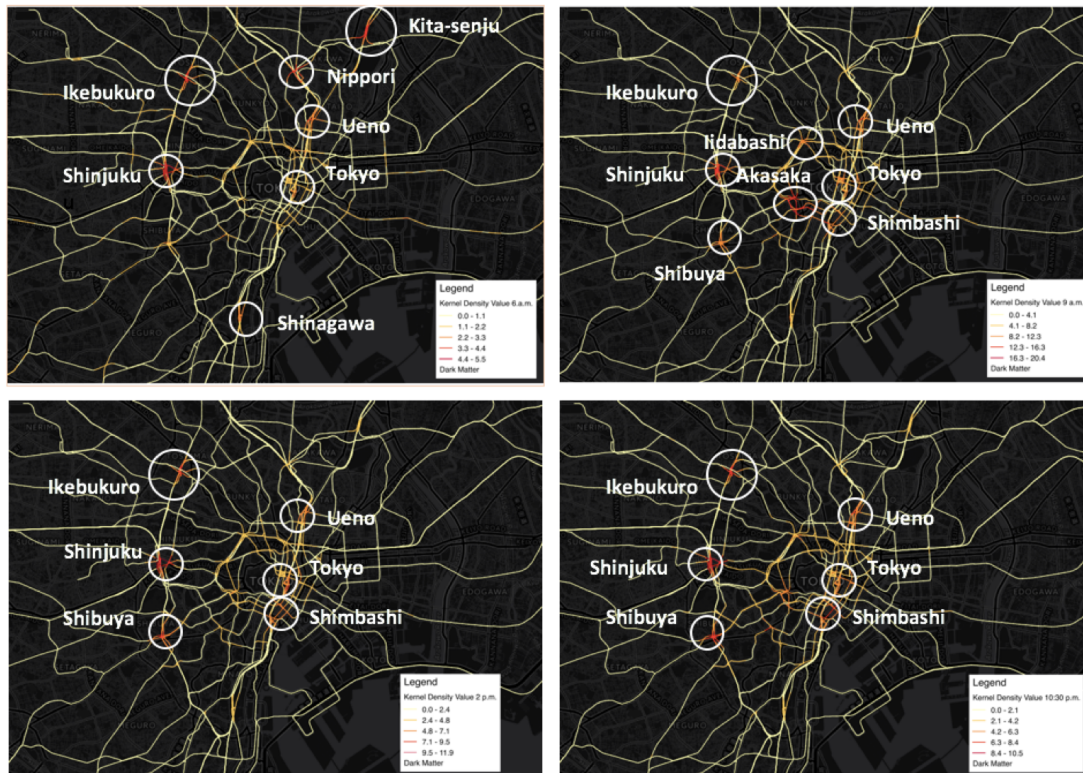 Kita-senju
Ikebukuro
Nippori
Ueno
Shinjuku
Tokyo
Shinagawa
Legend
Kernel Density Value 6 a.m.
0.0 - 1.1
1.1 - 2.2
2.2 - 3.3
3.3 - 4.4
4.4 - 5.5
Dark Matter
Ikebukuro
Ueno
Iidabashi
Shinjuku
Akasaka
Tokyo
Shimbashi
Shibuya
EDOGAWA
Legend
Kernel Density Value 9 a.m.
0.0 - 4.1
4.1 - 8.2
8.2 - 12.3
12.3 - 16.3
16.3 - 20.4
Dark Matter
Ikebukuro
Ueno
Shinjuku
Tokyo
Shibuya
Shimbashi
EDOGAWA
Legend
Kernel Density Value 2 p.m.
0.0 - 2.4
2.4 - 4.8
4.8 - 7.1
7.1 - 9.5
9.5 - 11.9
Dark Matter
Ikebukuro
Ueno
Shinjuku
Tokyo
Shibuya
Shimbashi
EDOGAWA
Legend
Kernel Density Value 10:30 p.m.
0.0 - 2.1
2.1 - 4.2
4.2 - 6.3
6.3 - 8.4
8.4 - 10.5
Dark Matter